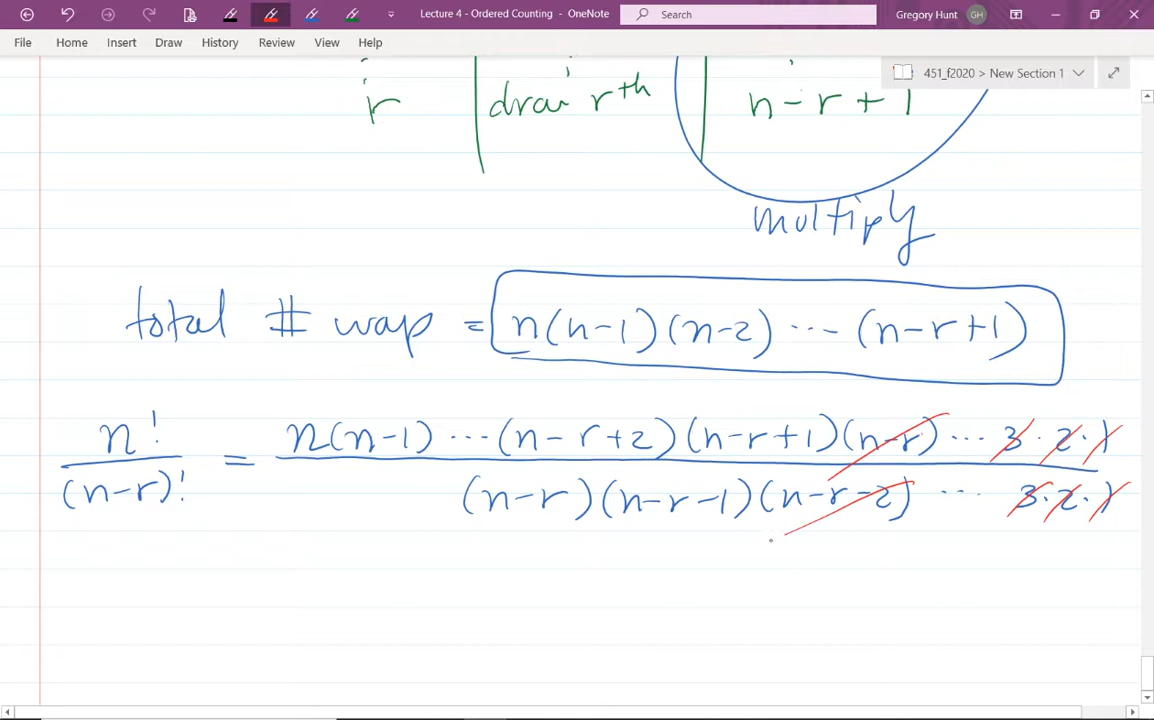 Lecture 4 - Ordered Counting - OneNote
Search
Gregory Hunt GH
File Home Insert Draw History Review View Help
451_f2020 > New Section 1
r draw rth n-r+1
multiply
total # ways = n(n-1)(n-2) ... (n-r+1)
n!/(n-r)! = n(n-1) ... (n-r+2)(n-r+1)(n-r) ... 3·2·1
(n-r)(n-r-1)(n-r-2) ... 3·2·1